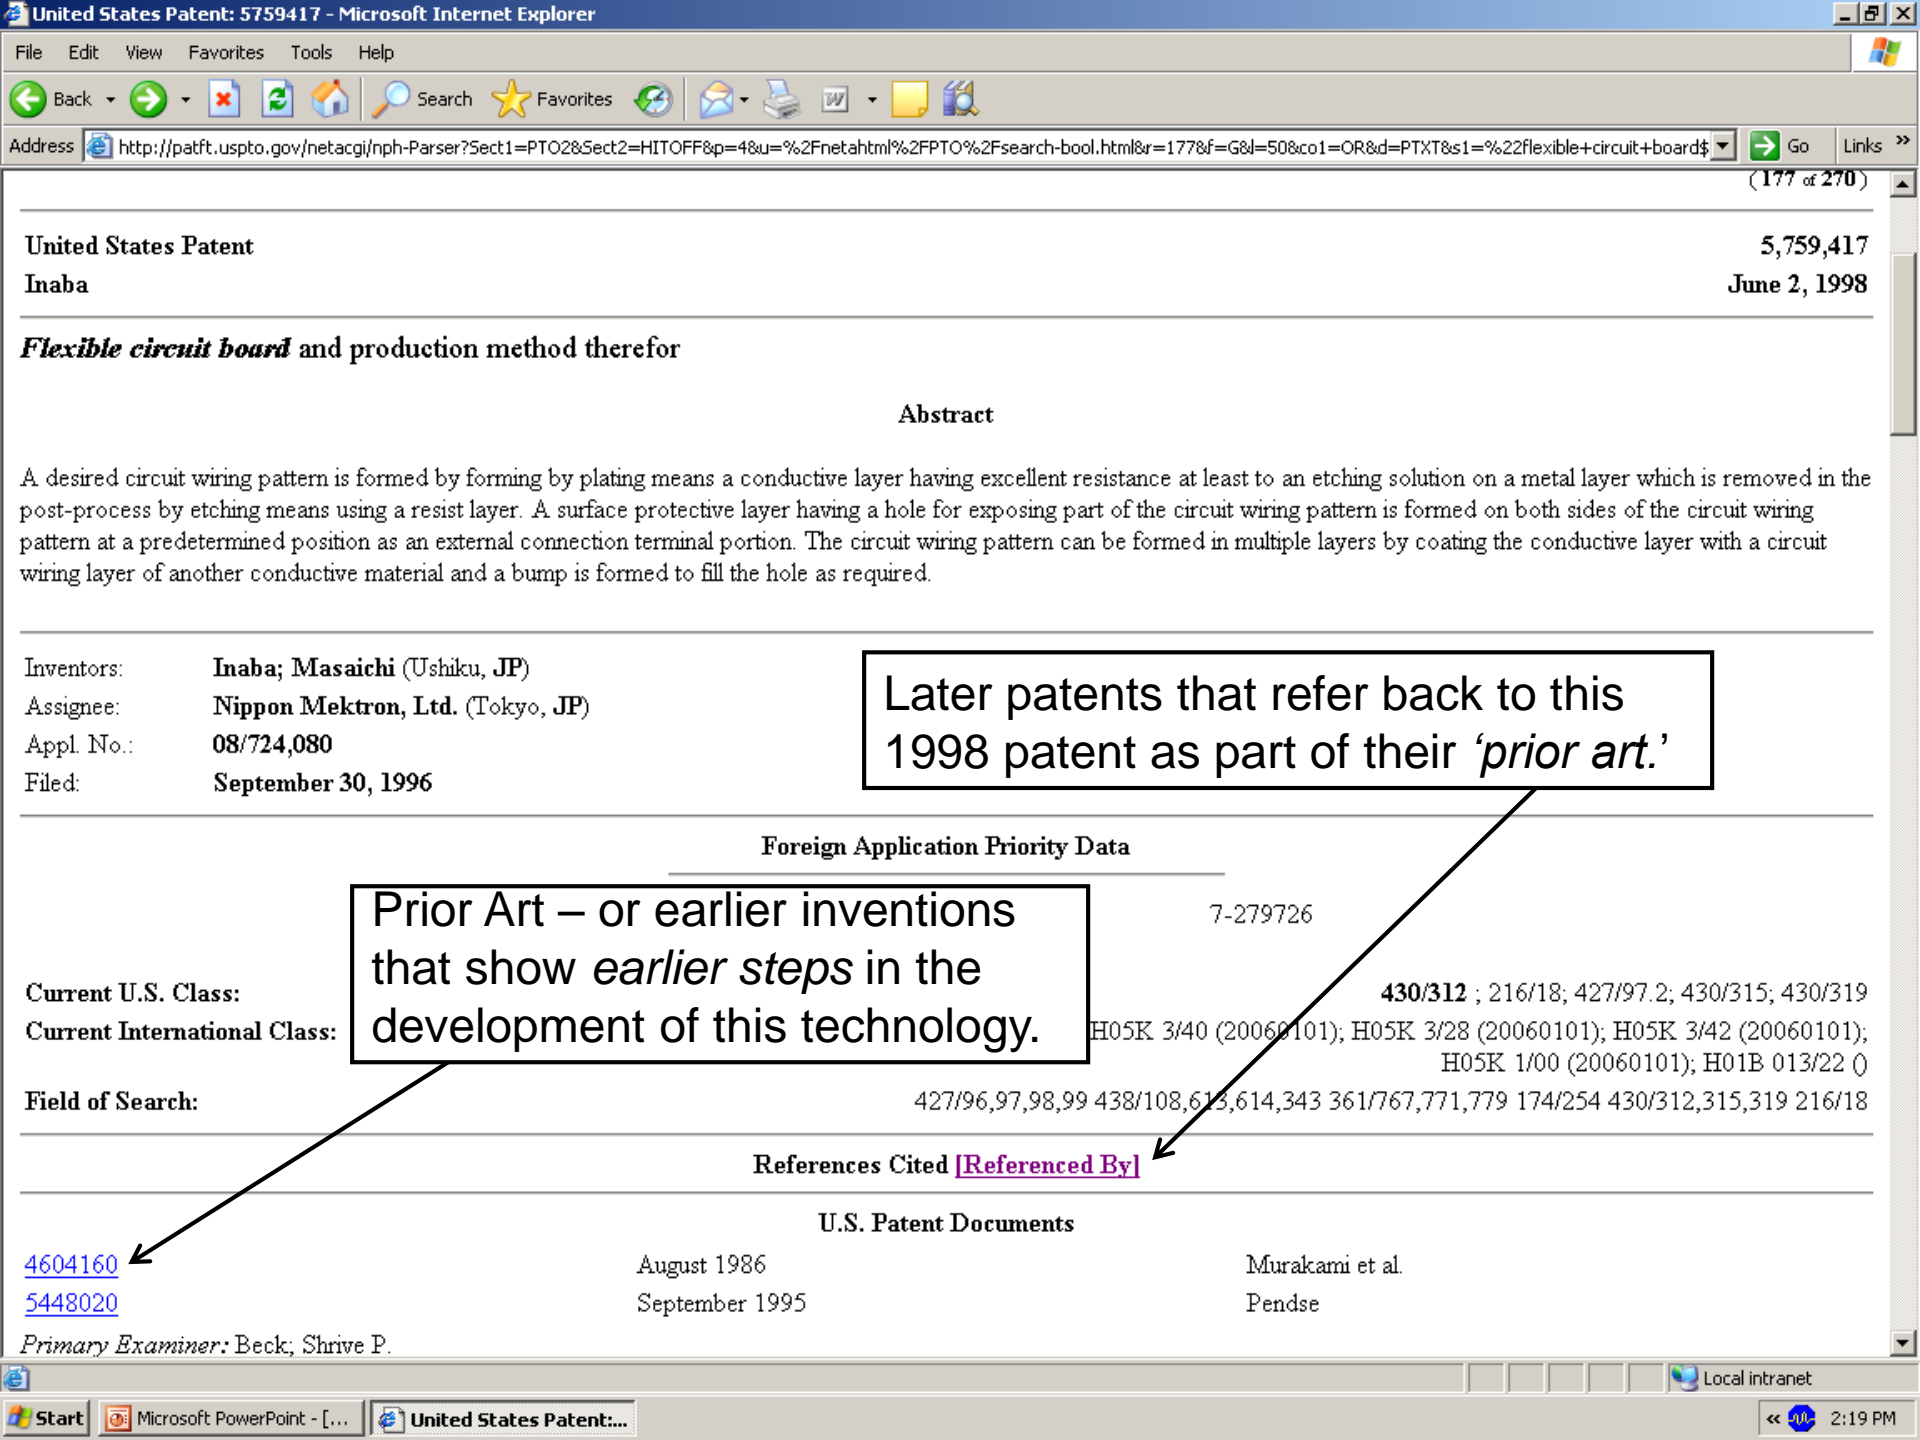 United States Patent: 5759417 - Microsoft Internet Explorer
File Edit View Favorites Tools Help
Back Search Favorites
Address http://patft.uspto.gov/netacgi/nph-Parser?Sect1=PTO2&Sect2=HITOFF&p=4&u=%2Fnetahtml%2FPTO%2Fsearch-bool.html&r=177&f=G&l=50&co1=OR&d=PTXT&s1=%22flexible+circuit+board$ Go Links »
(177 of 270)
United States Patent 5,759,417
Inaba June 2, 1998
Flexible circuit board and production method therefor
Abstract
A desired circuit wiring pattern is formed by forming by plating means a conductive layer having excellent resistance at least to an etching solution on a metal layer which is removed in the
post-process by etching means using a resist layer. A surface protective layer having a hole for exposing part of the circuit wiring pattern is formed on both sides of the circuit wiring
pattern at a predetermined position as an external connection terminal portion. The circuit wiring pattern can be formed in multiple layers by coating the conductive layer with a circuit
wiring layer of another conductive material and a bump is formed to fill the hole as required.
Inventors: Inaba; Masaichi (Ushiku, JP)
Assignee: Nippon Mektron, Ltd. (Tokyo, JP)
Appl. No.: 08/724,080
Filed: September 30, 1996
Later patents that refer back to this
1998 patent as part of their ‘prior art.’
Foreign Application Priority Data
7-279726
Prior Art – or earlier inventions
that show earlier steps in the
development of this technology.
Current U.S. Class: 430/312 ; 216/18; 427/97.2; 430/315; 430/319
Current International Class: H05K 3/40 (20060101); H05K 3/28 (20060101); H05K 3/42 (20060101);
H05K 1/00 (20060101); H01B 013/22 ()
Field of Search: 427/96,97,98,99 438/108,613,614,343 361/767,771,779 174/254 430/312,315,319 216/18
References Cited [Referenced By]
U.S. Patent Documents
4604160 August 1986 Murakami et al.
5448020 September 1995 Pendse
Primary Examiner: Beck; Shrive P.
Local intranet
Start Microsoft PowerPoint - [... United States Patent:... « 2:19 PM